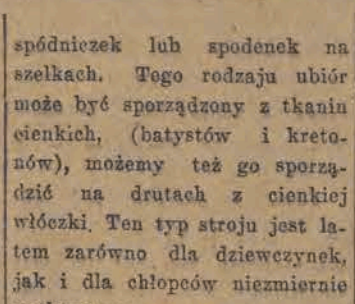 spódniczek lub spodenek na
szelkach. Tego rodzaju ubiór
może być sporządzony z tkanin
cienkich, (batystów i kreto-
nów), możemy też go sporzą-
dzić na drutach z cienkiej
włóczki. Ten typ stroju jest la-
tem zarówno dla dziewczynek,
jak i dla chłopców niezmiernie